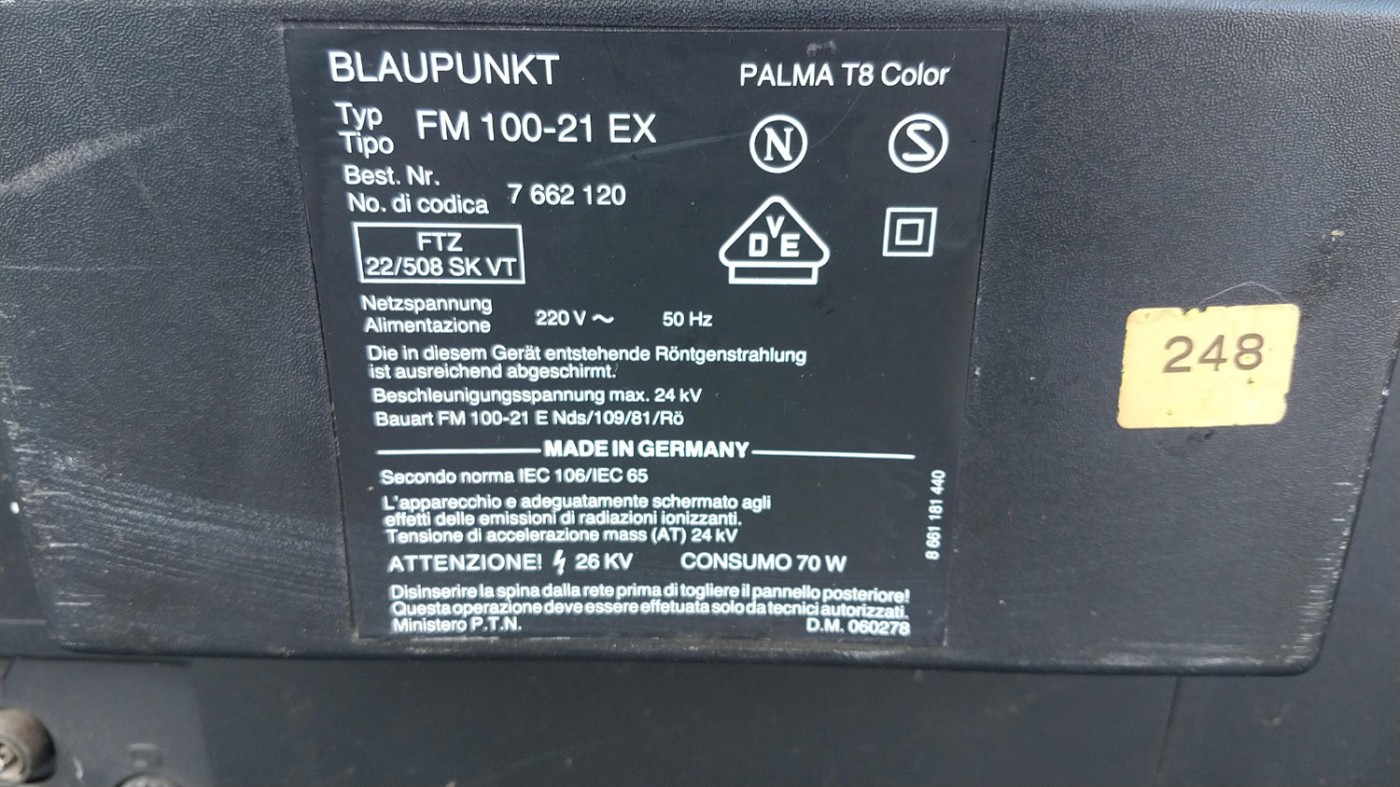 BLAUPUNKT
PALMA T8 Color
Typ
Tipo
FM 100-21 EX
N
S
Best. Nr.
No. di codica
7 662 120
DVE
FTZ
22/508 SK VT
Netzspannung
Alimentazione
220 V ~ 50 Hz
Die in diesem Gerät entstehende Röntgenstrahlung
ist ausreichend abgeschirmt.
Beschleunigungsspannung max. 24 kV
Bauart FM 100-21 E Nds/109/81/Rö
MADE IN GERMANY
Secondo norma IEC 106/IEC 65
L'apparecchio e adeguatamente schermato agli
effetti delle emissioni di radiazioni ionizzanti.
Tensione di accelerazione mass (AT) 24 kV
ATTENZIONE! 26 KV CONSUMO 70 W
Disinserire la spina dalla rete prima di togliere il pannello posteriore!
Questa operazione deve essere effetuata solo da tecnici autorizzati.
Ministero P.T.N. D.M. 060278
8 661 181 440
248